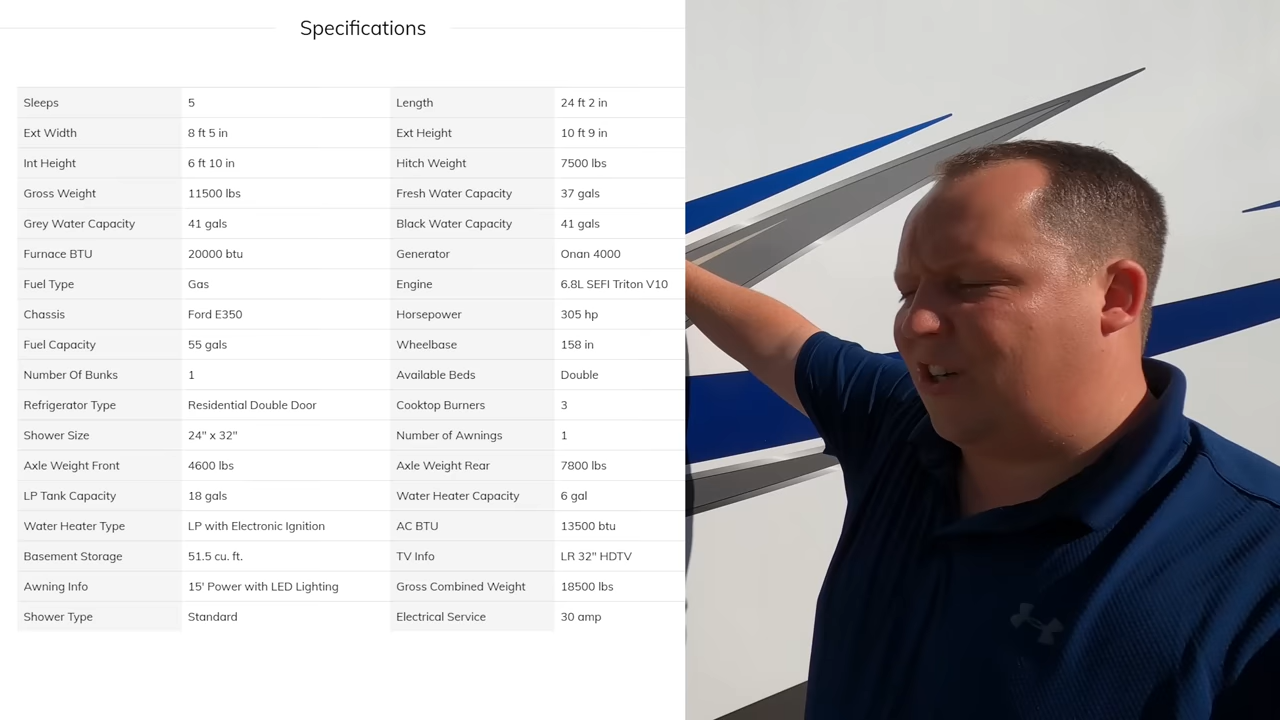 Specifications
Sleeps 5 Length 24 ft 2 in
Ext Width 8 ft 5 in Ext Height 10 ft 9 in
Int Height 6 ft 10 in Hitch Weight 7500 lbs
Gross Weight 11500 lbs Fresh Water Capacity 37 gals
Grey Water Capacity 41 gals Black Water Capacity 41 gals
Furnace BTU 20000 btu Generator Onan 4000
Fuel Type Gas Engine 6.8L SEFI Triton V10
Chassis Ford E350 Horsepower 305 hp
Fuel Capacity 55 gals Wheelbase 158 in
Number Of Bunks 1 Available Beds Double
Refrigerator Type Residential Double Door Cooktop Burners 3
Shower Size 24" x 32" Number of Awnings 1
Axle Weight Front 4600 lbs Axle Weight Rear 7800 lbs
LP Tank Capacity 18 gals Water Heater Capacity 6 gal
Water Heater Type LP with Electronic Ignition AC BTU 13500 btu
Basement Storage 51.5 cu. ft. TV Info LR 32" HDTV
Awning Info 15' Power with LED Lighting Gross Combined Weight 18500 lbs
Shower Type Standard Electrical Service 30 amp